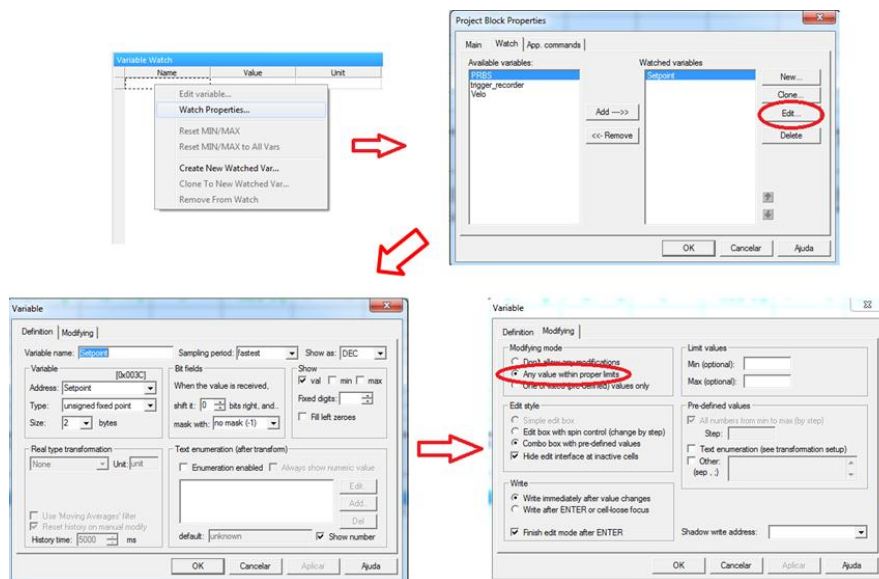 Variable Watch
Name Value Unit
Edit variable...
Watch Properties...
Reset MIN/MAX
Reset MIN/MAX to All Vars
Create New Watched Var...
Clone To New Watched Var...
Remove From Watch
Project Block Properties
Main Watch App. commands
Available variables: Watched variables
PRBS
trigger_recorder
Velo
Setpoint
Add --->>
<<- Remove
New...
Clone...
Edit...
Delete
OK Cancelar Ajuda
Variable
Definition Modifying
Variable name: Setpoint Sampling period: fastest Show as: DEC
Variable
[0x003C]
Address: Setpoint
Type: unsigned fixed point
Size: 2 bytes
Bit fields
When the value is received,
shift it: 0 bits right, and..
mask with: no mask (-1)
Show
val min max
Fixed digits:
Fill left zeroes
Real type transformation
None Unit: unit
Use 'Moving Averages' filter
Reset history on manual modify
History time: 5000 ms
Text enumeration (after transform)
Enumeration enabled Always show numeric value
Edit
Add...
Del
default: unknown Show number
OK Cancelar Aplicar Ajuda
Variable
Definition Modifying
Modifying mode
Don't allow any modifications
Any value within proper limits
One of listed (pre-defined) values only
Limit values
Min (optional):
Max (optional):
Edit style
Simple edit box
Edit box with spin control (change by step)
Combo box with pre-defined values
Hide edit interface at inactive cells
Pre-defined values
All numbers from min to max (by step)
Step:
Text enumeration (see transformation setup)
Other:
(sep , ;)
Write
Write immediately after value changes
Write after ENTER or cell-loose focus
Finish edit mode after ENTER
Shadow write address:
OK Cancelar Aplicar Ajuda